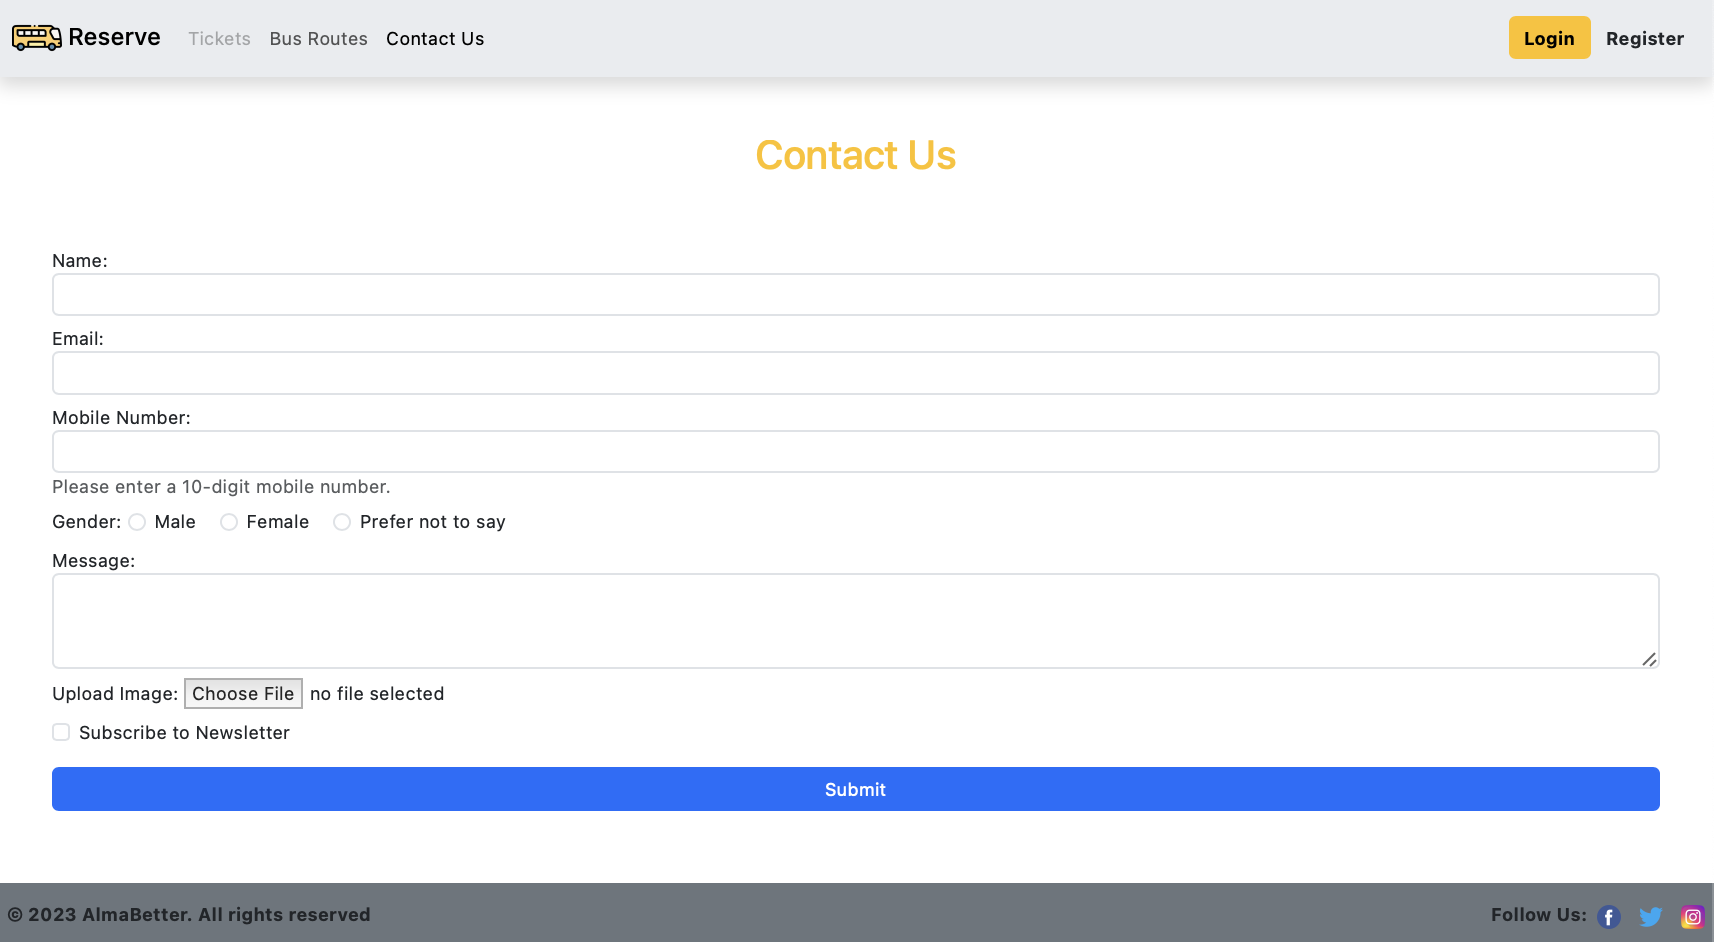 Reserve Tickets Bus Routes Contact Us Login Register
Contact Us
Name:
Email:
Mobile Number:
Please enter a 10-digit mobile number.
Gender: Male Female Prefer not to say
Message:
Upload Image: Choose File no file selected
Subscribe to Newsletter
Submit
© 2023 AlmaBetter. All rights reserved Follow Us: